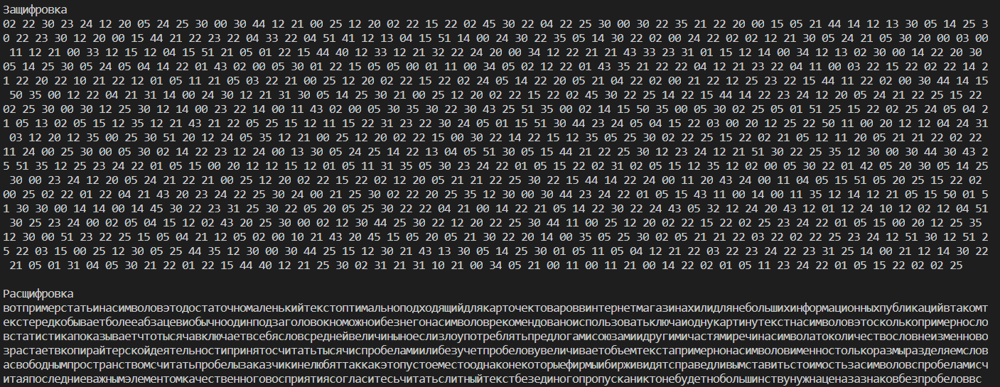 Защифровка
02 22 30 23 24 12 20 05 24 25 30 00 30 44 12 21 00 25 12 20 02 22 15 22 02 45 30 22 04 22 25 30 00 30 22 35 21 22 20 00 15 05 21 44 14 12 13 30 05 14 25 3
0 22 23 30 12 20 00 15 44 21 22 23 22 04 33 22 04 51 41 12 13 04 15 51 14 00 24 30 22 35 05 14 30 22 02 00 24 22 02 02 12 21 30 05 24 21 05 30 20 00 03 00
 11 12 21 00 33 12 15 12 04 15 51 21 05 01 22 15 44 40 12 33 12 21 32 22 24 20 00 34 12 22 21 21 43 33 23 31 01 15 12 14 00 34 12 13 02 30 00 14 22 20 30
05 14 25 30 05 24 05 04 14 22 01 43 02 00 05 30 01 22 15 05 05 00 01 11 00 34 05 02 12 22 01 43 35 21 22 22 04 12 21 23 22 04 11 00 03 22 15 22 02 22 14 2
1 22 20 22 10 21 22 12 01 05 11 21 05 03 22 21 00 25 12 20 02 22 15 22 02 24 05 14 22 20 05 21 04 22 02 00 21 22 12 25 23 22 15 44 11 22 02 00 30 44 14 15
 50 35 00 12 22 04 21 31 14 00 24 30 12 21 31 30 05 14 25 30 21 00 25 12 20 02 22 15 22 02 45 30 22 25 14 22 15 44 14 22 23 24 12 20 05 24 21 22 25 15 22
02 25 30 00 30 12 25 30 12 14 00 23 22 14 00 11 43 02 00 05 30 35 30 22 30 43 25 51 35 00 02 14 15 50 35 00 05 30 02 25 05 01 51 25 15 22 02 25 24 05 04 2
1 05 13 02 05 15 12 35 12 21 43 21 22 05 25 15 12 11 15 22 31 23 22 30 24 05 01 15 51 30 44 23 24 05 04 15 22 03 00 20 12 25 22 50 11 00 20 12 12 04 24 31
 03 12 20 12 35 00 25 30 51 20 12 24 05 35 12 21 00 25 12 20 02 22 15 00 30 22 14 22 15 12 35 05 25 30 02 22 25 15 22 02 21 05 12 11 20 05 21 21 22 02 22
11 24 00 25 30 00 05 30 02 14 22 23 12 24 00 13 30 05 24 25 14 22 13 04 05 51 30 05 15 44 21 22 25 30 12 23 24 12 21 51 30 22 25 35 12 30 00 30 44 30 43 2
5 51 35 12 25 23 24 22 01 05 15 00 20 12 12 15 12 01 05 11 31 35 05 30 23 24 22 01 05 15 22 02 31 02 05 15 12 35 12 02 00 05 30 22 01 42 05 20 30 05 14 25
 30 00 23 24 12 20 05 24 21 22 21 00 25 12 20 02 22 15 22 02 12 20 05 21 21 22 25 30 22 15 44 14 22 24 00 11 20 43 24 00 11 04 05 15 51 05 20 25 15 22 02
00 25 02 22 01 22 04 21 43 20 23 24 22 25 30 24 00 21 25 30 02 22 20 25 35 12 30 00 30 44 23 24 22 01 05 15 43 11 00 14 00 11 35 12 14 12 21 05 15 50 01 5
1 30 30 00 14 14 00 14 45 30 22 23 31 25 30 22 05 20 05 25 30 22 22 04 21 00 14 22 21 05 14 22 30 22 24 43 05 32 12 24 20 43 12 01 12 24 10 12 02 12 04 51
 30 25 23 24 00 02 05 04 15 12 02 43 20 25 30 00 02 12 30 44 25 30 22 12 20 22 25 30 44 11 00 25 12 20 02 22 15 22 02 25 23 24 22 01 05 15 00 20 12 25 35
12 30 00 51 23 22 25 15 05 04 21 12 05 02 00 10 21 43 20 45 15 05 20 05 21 30 22 20 14 00 35 05 25 30 02 05 21 21 22 03 22 02 22 25 23 24 12 51 30 12 51 2
5 22 03 15 00 25 12 30 05 25 44 35 12 30 00 30 44 25 15 12 30 21 43 13 30 05 14 25 30 01 05 11 05 04 12 21 22 03 22 23 24 22 23 31 25 14 00 21 12 14 30 22
 21 05 01 31 04 05 30 21 22 01 22 15 44 40 12 21 25 30 02 31 21 31 10 21 00 34 05 21 00 11 00 11 21 00 14 22 02 01 05 11 23 24 22 01 05 15 22 02 02 25
Расщифровка
вотпримерстатьинасимволовэтодостаточномаленькийтекстоптимальноподходящийдлякарточектовароввинтернетмагазинахилидлянебольшихинформационныхпубликацийвтакомт
екстередкобываетболееабзацевиобычноодинподзаголовокноможноибезнегонасимволоврекомендованоиспользоватьключаиоднукартинутекстнасимволовэтосколькопримернослo
встатистикапоказываетчтотысячавключаетвсебясловсреднейвеличиныноеслизлоупотреблятьпредлогамисоюзамиидругимичастямиречинасимволатоколичествословнеизменново
зрастаетвкопирайтерскойдеятельностипринятосчитатьтысячиспробеламиилибезучетпробеловувеличиваетобъемтекстапримернонасимволовименностолькоразмыразделяемслов
асвободнымпространствомсчитатьпробелызаказчикинелюбяттаккакэтопустоеместооднаконекоторыефирмыибирживидятсправедливымставитьстоимостьзасимволовспробеламисч
итаяпоследниеважнымэлементомкачественноговосприятиясогласитесьчитатьслитныйтекстбезединогопропусканиктонебудетнобольшинствунужнаценазазнаковбезпробеловвс